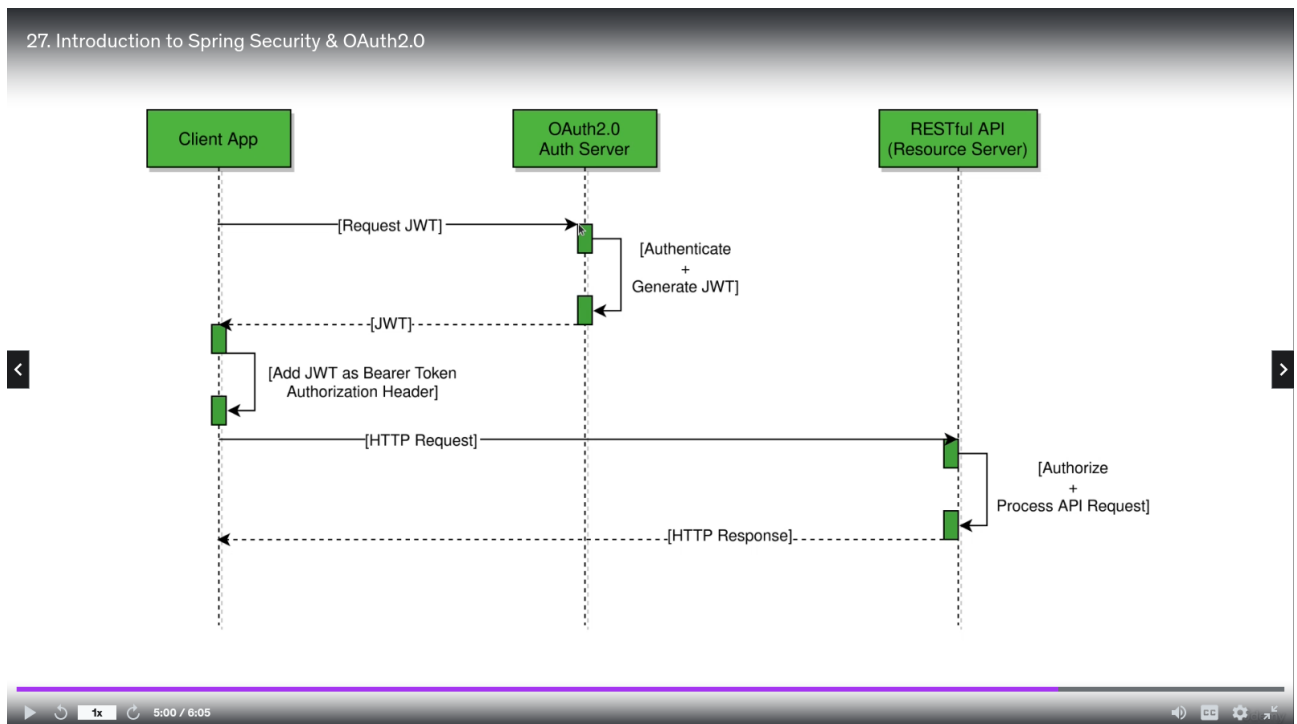 27. Introduction to Spring Security & OAuth2.0
Client App
OAuth2.0
Auth Server
RESTful API
(Resource Server)
[Request JWT]
[Authenticate
+
Generate JWT]
[JWT]
[Add JWT as Bearer Token
Authorization Header]
[HTTP Request]
[Authorize
+
Process API Request]
[HTTP Response]
1x
5:00 / 6:05
CC